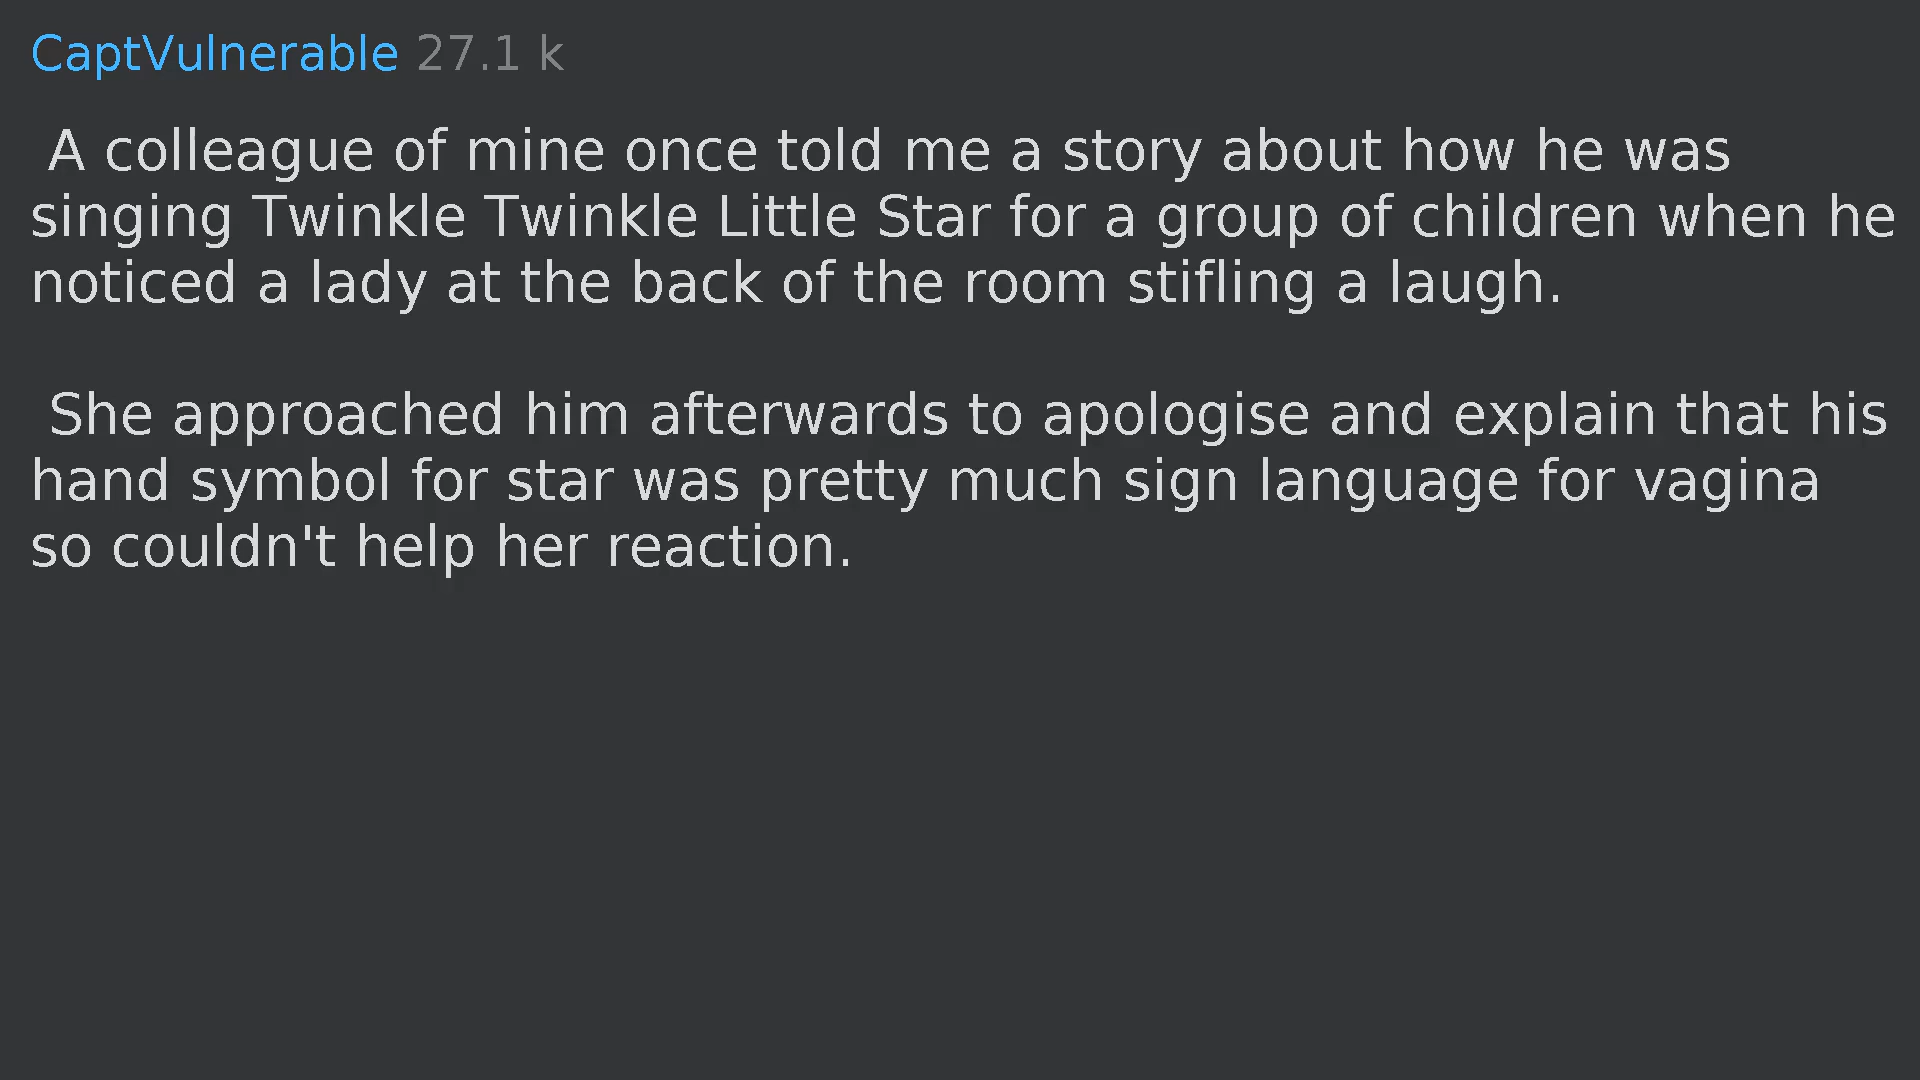 CaptVulnerable 27.1 k
A colleague of mine once told me a story about how he was
singing Twinkle Twinkle Little Star for a group of children when he
noticed a lady at the back of the room stifling a laugh.
She approached him afterwards to apologise and explain that his
hand symbol for star was pretty much sign language for vagina
so couldn't help her reaction.